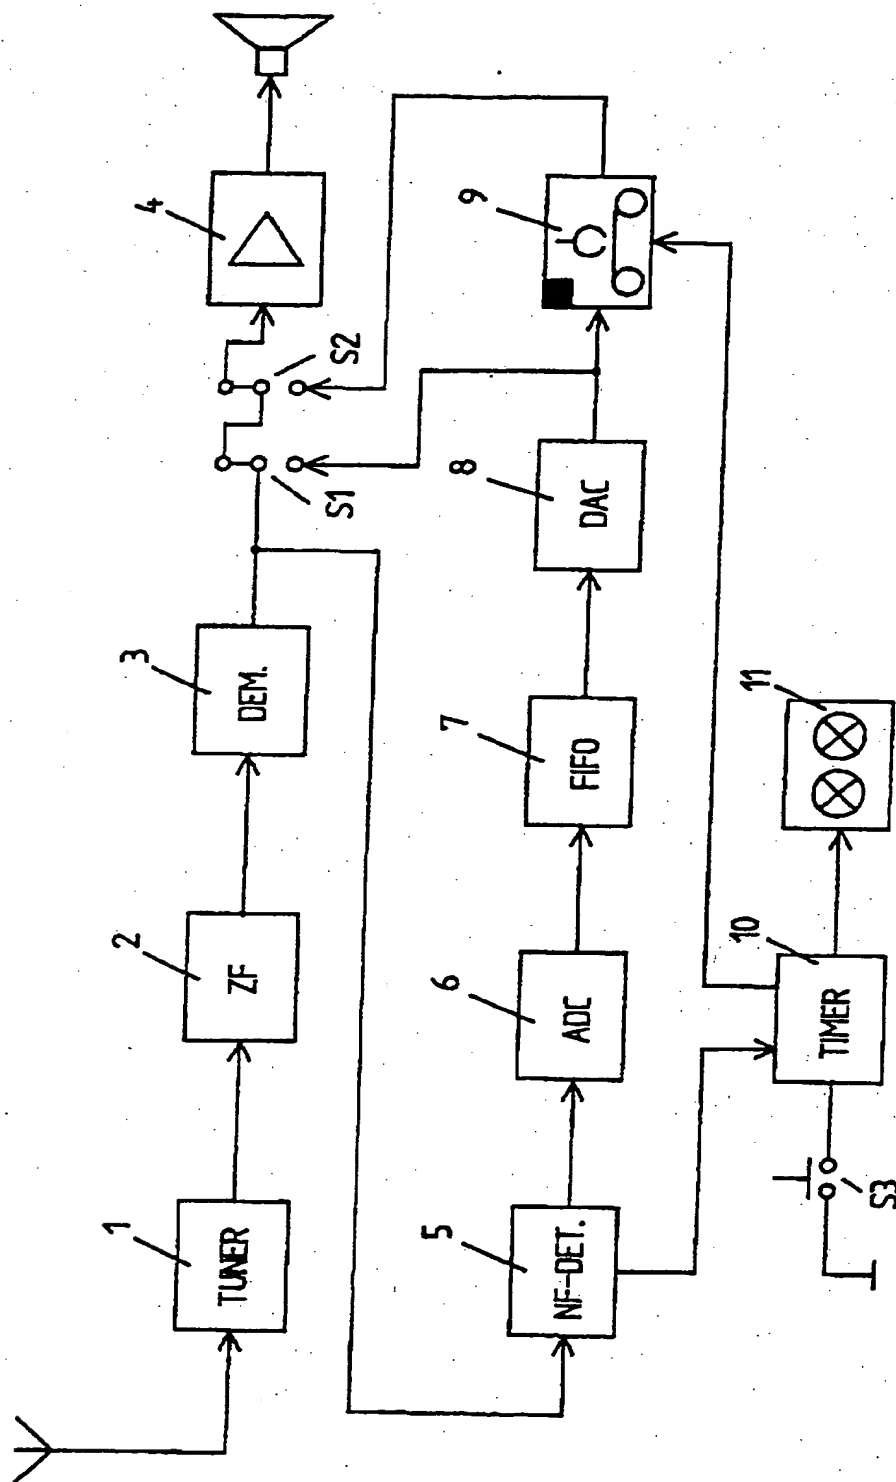 1
TUNER
2
ZF
3
DEM.
S1
S2
4
5
NF-DET.
6
ADC
7
FIFO
8
DAC
9
S3
10
TIMER
11